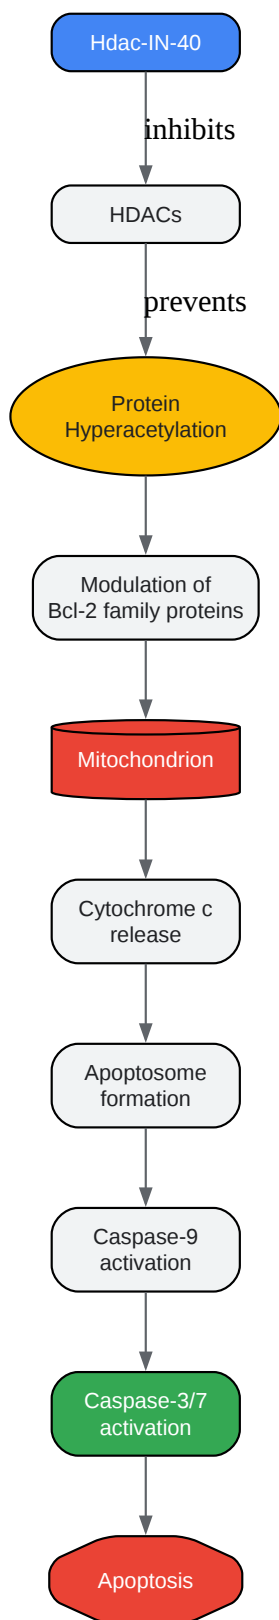 Hdac-IN-40
inhibits
HDACs
prevents
Protein
Hyperacetylation
Modulation of
Bcl-2 family proteins
Mitochondrion
Cytochrome c
release
Apoptosome
formation
Caspase-9
activation
Caspase-3/7
activation
Apoptosis